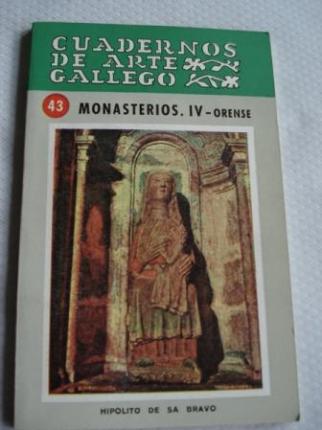 CUADERNOS
DE ARTE
GALLEGO
43 MONASTERIOS. IV - ORENSE
HIPOLITO DE SA BRAVO